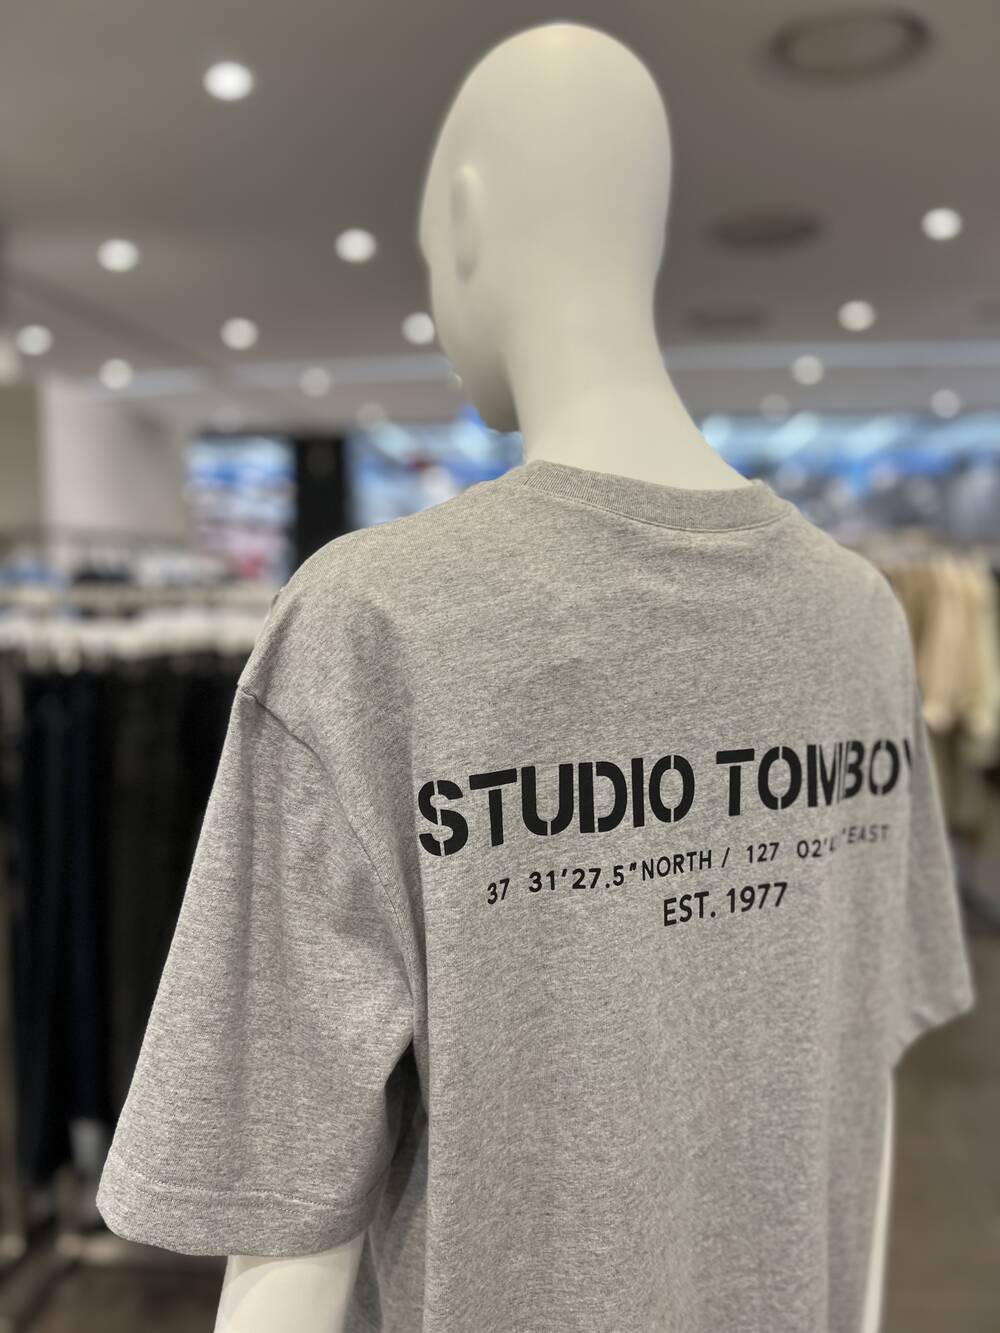 STUDIO TOMBOY
37 31'27.5"NORTH / 127 EAST
EST. 1977